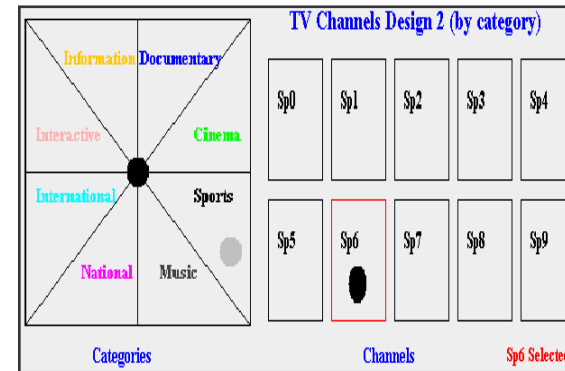 TV Channels Design 2 (by category)
Information Documentary
Interactive Cinema
International Sports
National Music
Sp0 Sp1 Sp2 Sp3 Sp4
Sp5 Sp6 Sp7 Sp8 Sp9
Categories Channels Sp6 Selected